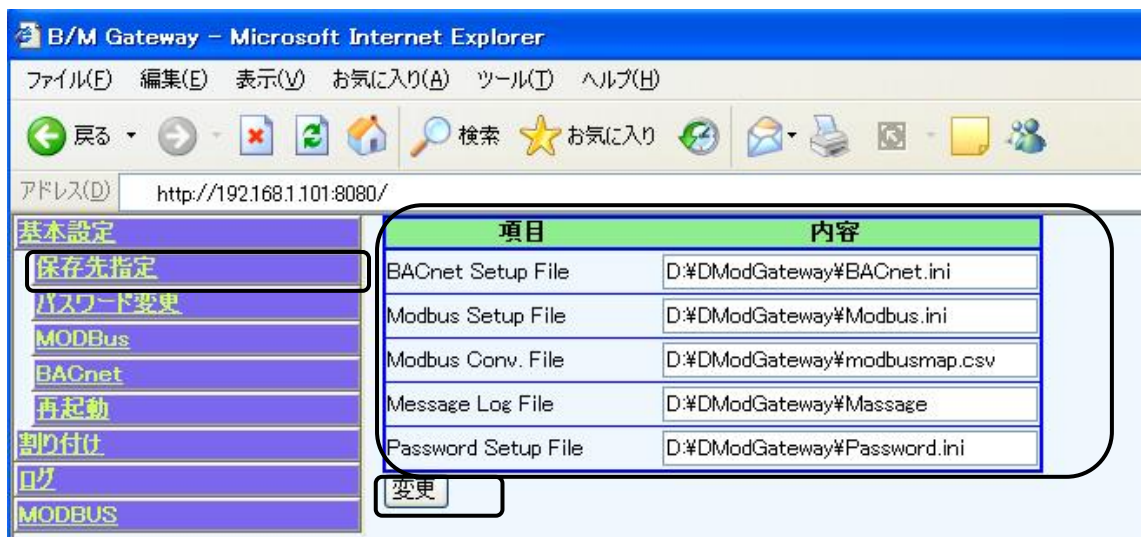 B/M Gateway - Microsoft Internet Explorer
ファイル(F) 編集(E) 表示(V) お気に入り(A) ツール(T) ヘルプ(H)
戻る 検索 お気に入り
アドレス(D) http://192.168.1.101:8080/
基本設定
保存先指定
パスワード変更
MODBus
BACnet
再起動
割り付け
ログ
MODBUS
項目 内容
BACnet Setup File D:¥DModGateway¥BACnet.ini
Modbus Setup File D:¥DModGateway¥Modbus.ini
Modbus Conv. File D:¥DModGateway¥modbusmap.csv
Message Log File D:¥DModGateway¥Massage
Password Setup File D:¥DModGateway¥Password.ini
変更